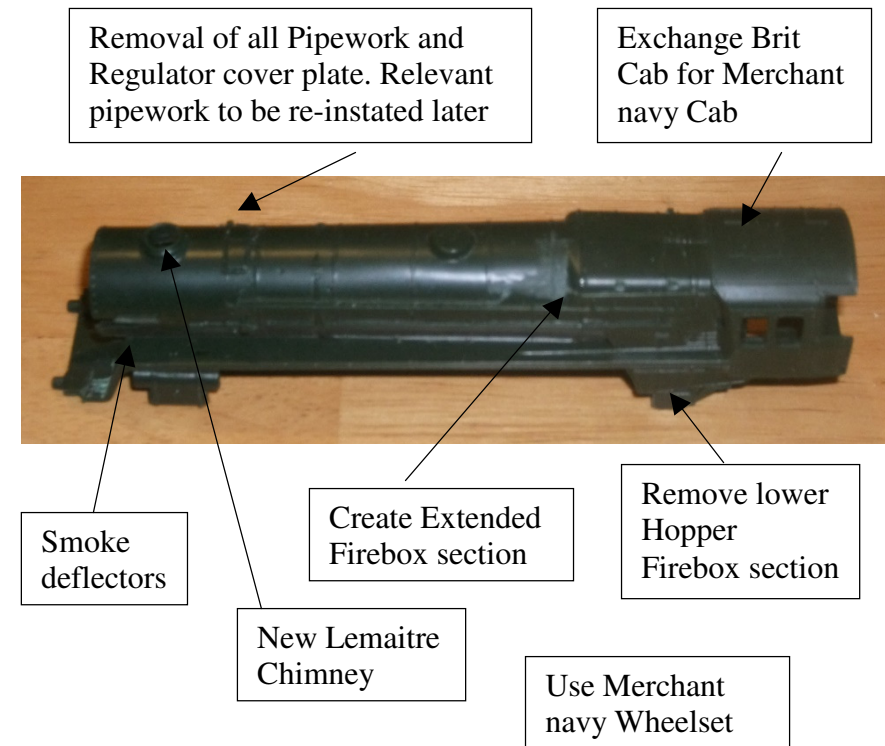 Removal of all Pipework and
Regulator cover plate. Relevant
pipework to be re-instated later
Exchange Brit
Cab for Merchant
navy Cab
Smoke
deflectors
Create Extended
Firebox section
Remove lower
Hopper
Firebox section
New Lemaitre
Chimney
Use Merchant
navy Wheelset